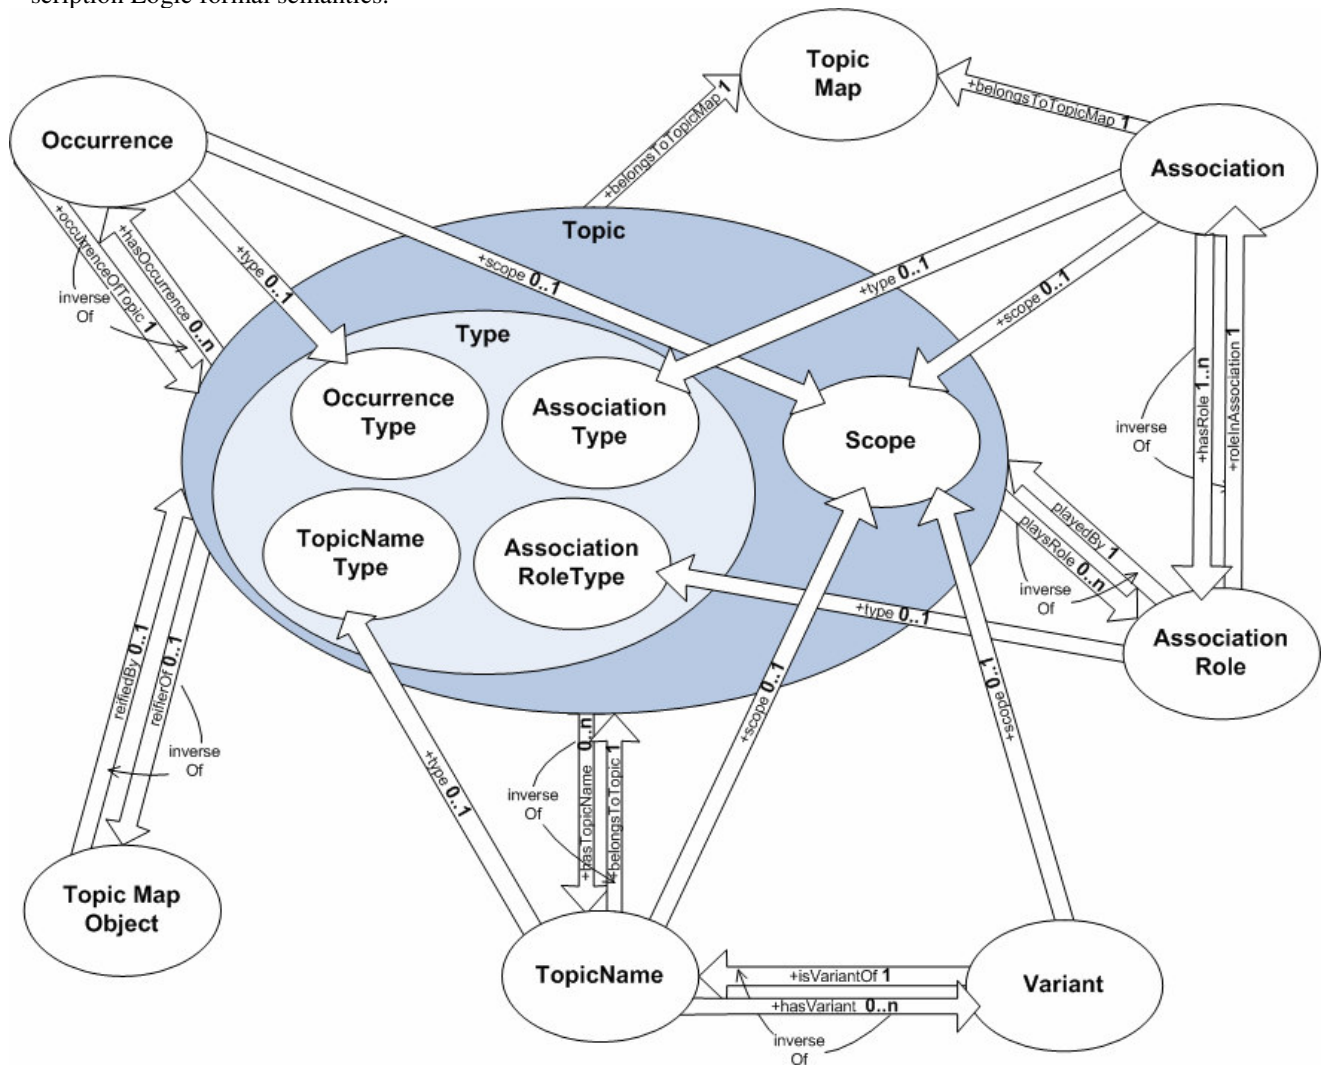 scription Logic formal semantics.
Topic
Map
+belongsToTopicMap 1
+belongsToTopicMap 1
Occurrence
Association
+occurrenceOfTopic 1
+hasOccurrence 0..n
inverse
Of
+type 0..1
+scope 0..1
Topic
+type 0..1
+scope 0..1
Type
Occurrence
Type
Association
Type
Scope
+hasRole 1..n
+roleInAssociation 1
inverse
Of
TopicName
Type
Association
RoleType
playedBy 1
playsRole 0..n
inverse
Of
+type 0..1
Association
Role
reifiedBy 0..1
reifierOf 0..1
inverse
Of
+type 0..1
+hasTopicName 0..n
+belongsToTopic 1
inverse
Of
+scope 0..1
+scope 0..1
Topic Map
Object
TopicName
+isVariantOf 1
+hasVariant 0..n
inverse
Of
Variant